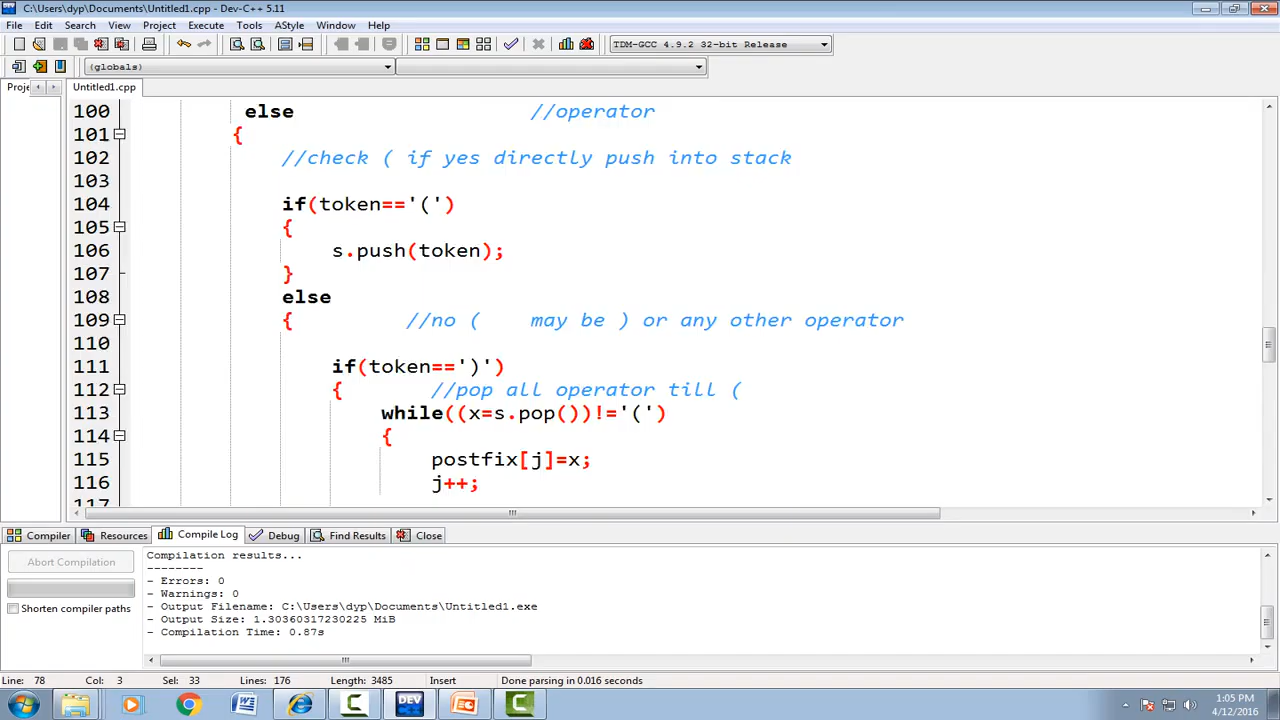 C:\Users\dyp\Documents\Untitled1.cpp - Dev-C++ 5.11
File Edit Search View Project Execute Tools AStyle Window Help
TDM-GCC 4.9.2 32-bit Release
(globals)
Proje Untitled1.cpp
100 else //operator
101 {
102 //check ( if yes directly push into stack
103
104 if(token=='(')
105 {
106 s.push(token);
107 }
108 else
109 { //no ( may be ) or any other operator
110
111 if(token==')')
112 { //pop all operator till (
113 while((x=s.pop())!='(')
114 {
115 postfix[j]=x;
116 j++;
117
Compiler Resources Compile Log Debug Find Results Close
Abort Compilation
Shorten compiler paths
Compilation results...
--------
- Errors: 0
- Warnings: 0
- Output Filename: C:\Users\dyp\Documents\Untitled1.exe
- Output Size: 1.30360317230225 MiB
- Compilation Time: 0.87s
Line: 78 Col: 3 Sel: 33 Lines: 176 Length: 3485 Insert Done parsing in 0.016 seconds
1:05 PM
4/12/2016